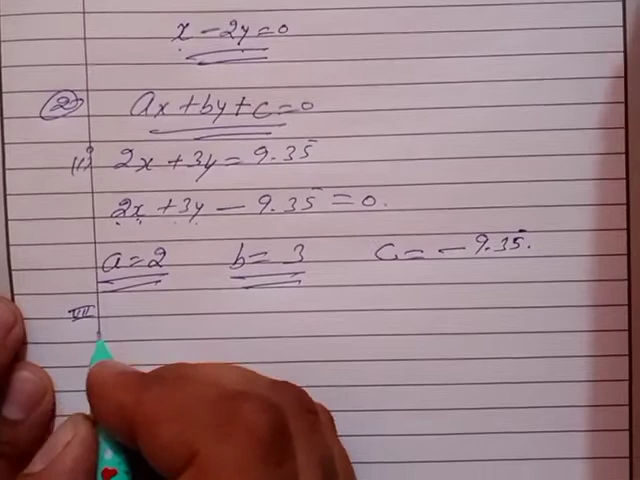 x - 2y = 0
② ax + by + c = 0
(i) 2x + 3y = 9.35̅
2x + 3y - 9.35̅ = 0.
a = 2 b = 3 c = - 9.35̅.